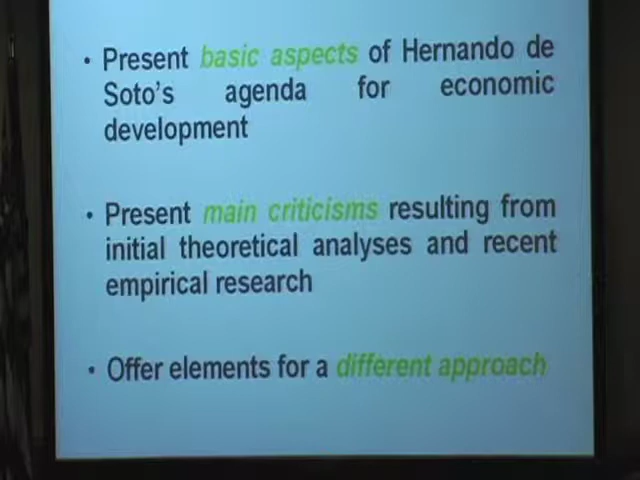 • Present basic aspects of Hernando de
Soto's agenda for economic
development
• Present main criticisms resulting from
initial theoretical analyses and recent
empirical research
• Offer elements for a different approach